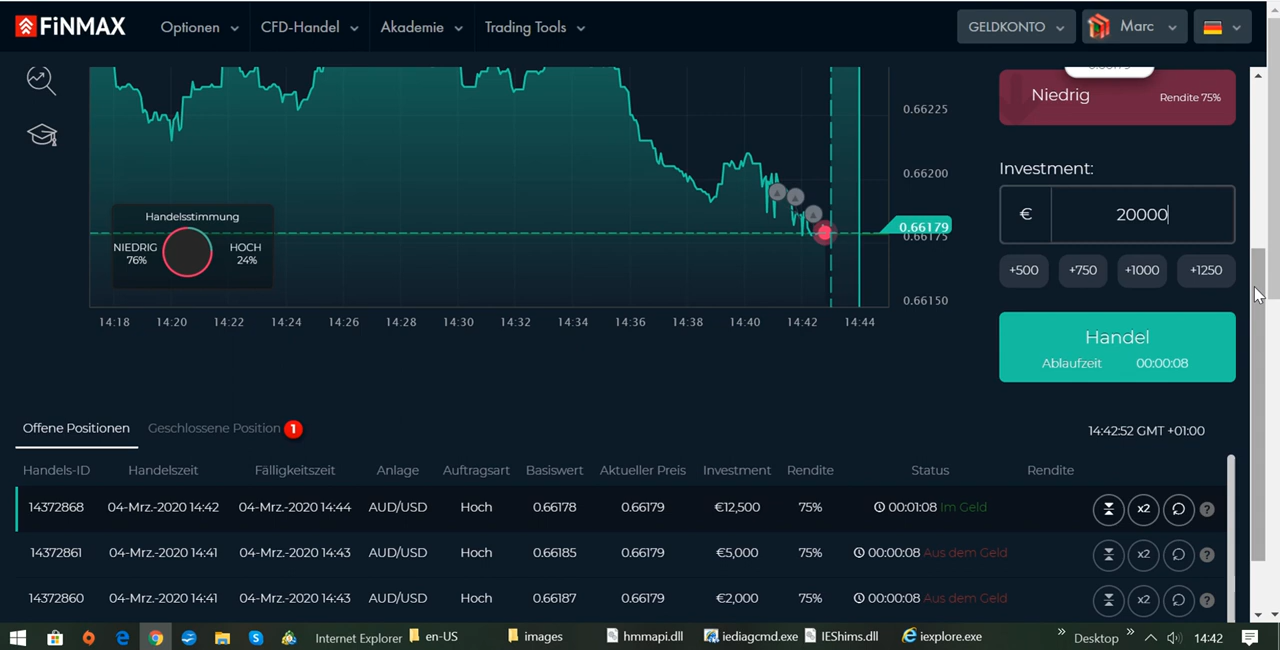 FiNMAX Optionen CFD-Handel Akademie Trading Tools GELDKONTO Marc
Niedrig Rendite 75%
0.66225
0.66200
0.66179
0.66175
0.66150
Handelsstimmung
NIEDRIG HOCH
76% 24%
14:18 14:20 14:22 14:24 14:26 14:28 14:30 14:32 14:34 14:36 14:38 14:40 14:42 14:44
Investment:
€ 20000
+500 +750 +1000 +1250
Handel
Ablaufzeit 00:00:08
Offene Positionen Geschlossene Position 1 14:42:52 GMT +01:00
Handels-ID Handelszeit Fälligkeitszeit Anlage Auftragsart Basiswert Aktueller Preis Investment Rendite Status Rendite
14372868 04-Mrz.-2020 14:42 04-Mrz.-2020 14:44 AUD/USD Hoch 0.66178 0.66179 €12,500 75% 00:01:08 Im Geld x2 ?
14372861 04-Mrz.-2020 14:41 04-Mrz.-2020 14:43 AUD/USD Hoch 0.66185 0.66179 €5,000 75% 00:00:08 Aus dem Geld x2 ?
14372860 04-Mrz.-2020 14:41 04-Mrz.-2020 14:43 AUD/USD Hoch 0.66187 0.66179 €2,000 75% 00:00:08 Aus dem Geld x2 ?
Internet Explorer en-US images hmmapi.dll iediagcmd.exe IEShims.dll iexplore.exe » Desktop » 14:42